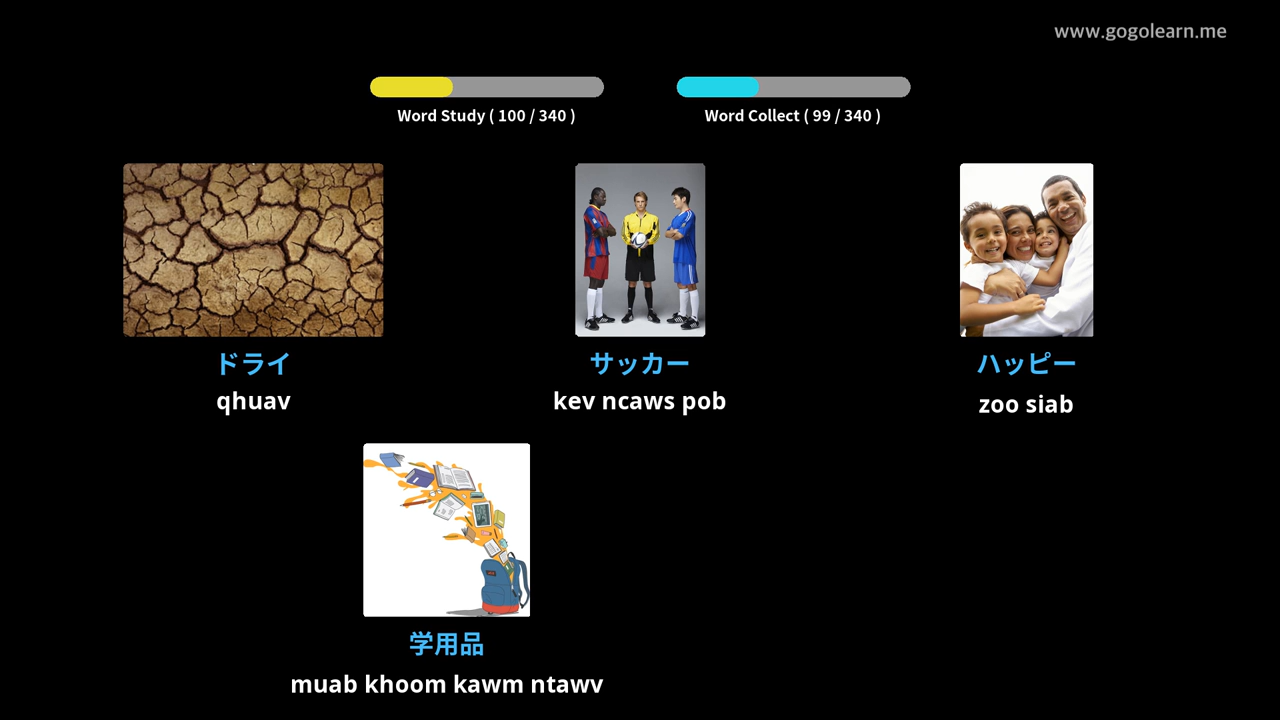 www.gogolearn.me
Word Study ( 100 / 340 )
Word Collect ( 99 / 340 )
ドライ
qhuav
サッカー
kev ncaws pob
ハッピー
zoo siab
学用品
muab khoom kawm ntawv